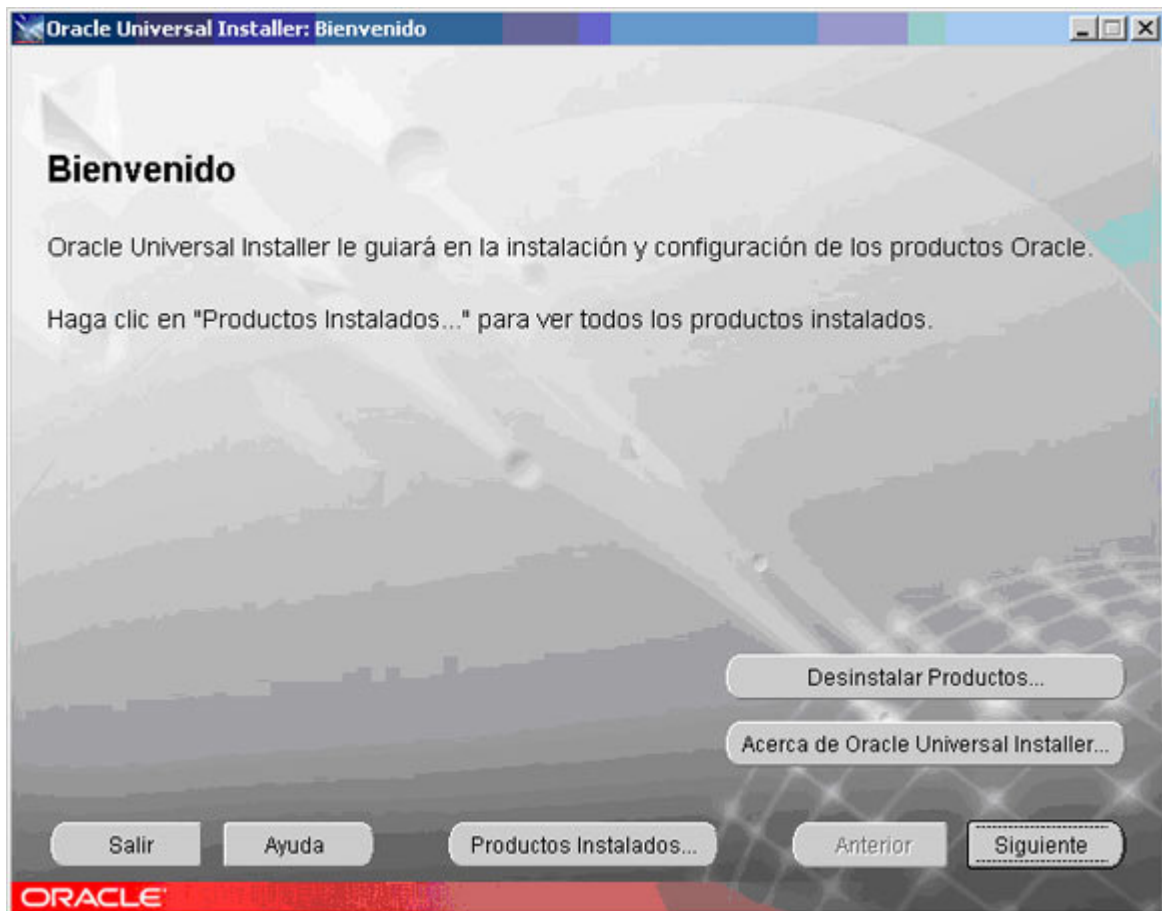 Oracle Universal Installer: Bienvenido
Bienvenido
Oracle Universal Installer le guiará en la instalación y configuración de los productos Oracle.
Haga clic en "Productos Instalados..." para ver todos los productos instalados.
Desinstalar Productos...
Acerca de Oracle Universal Installer...
Salir
Ayuda
Productos Instalados...
Anterior
Siguiente
ORACLE